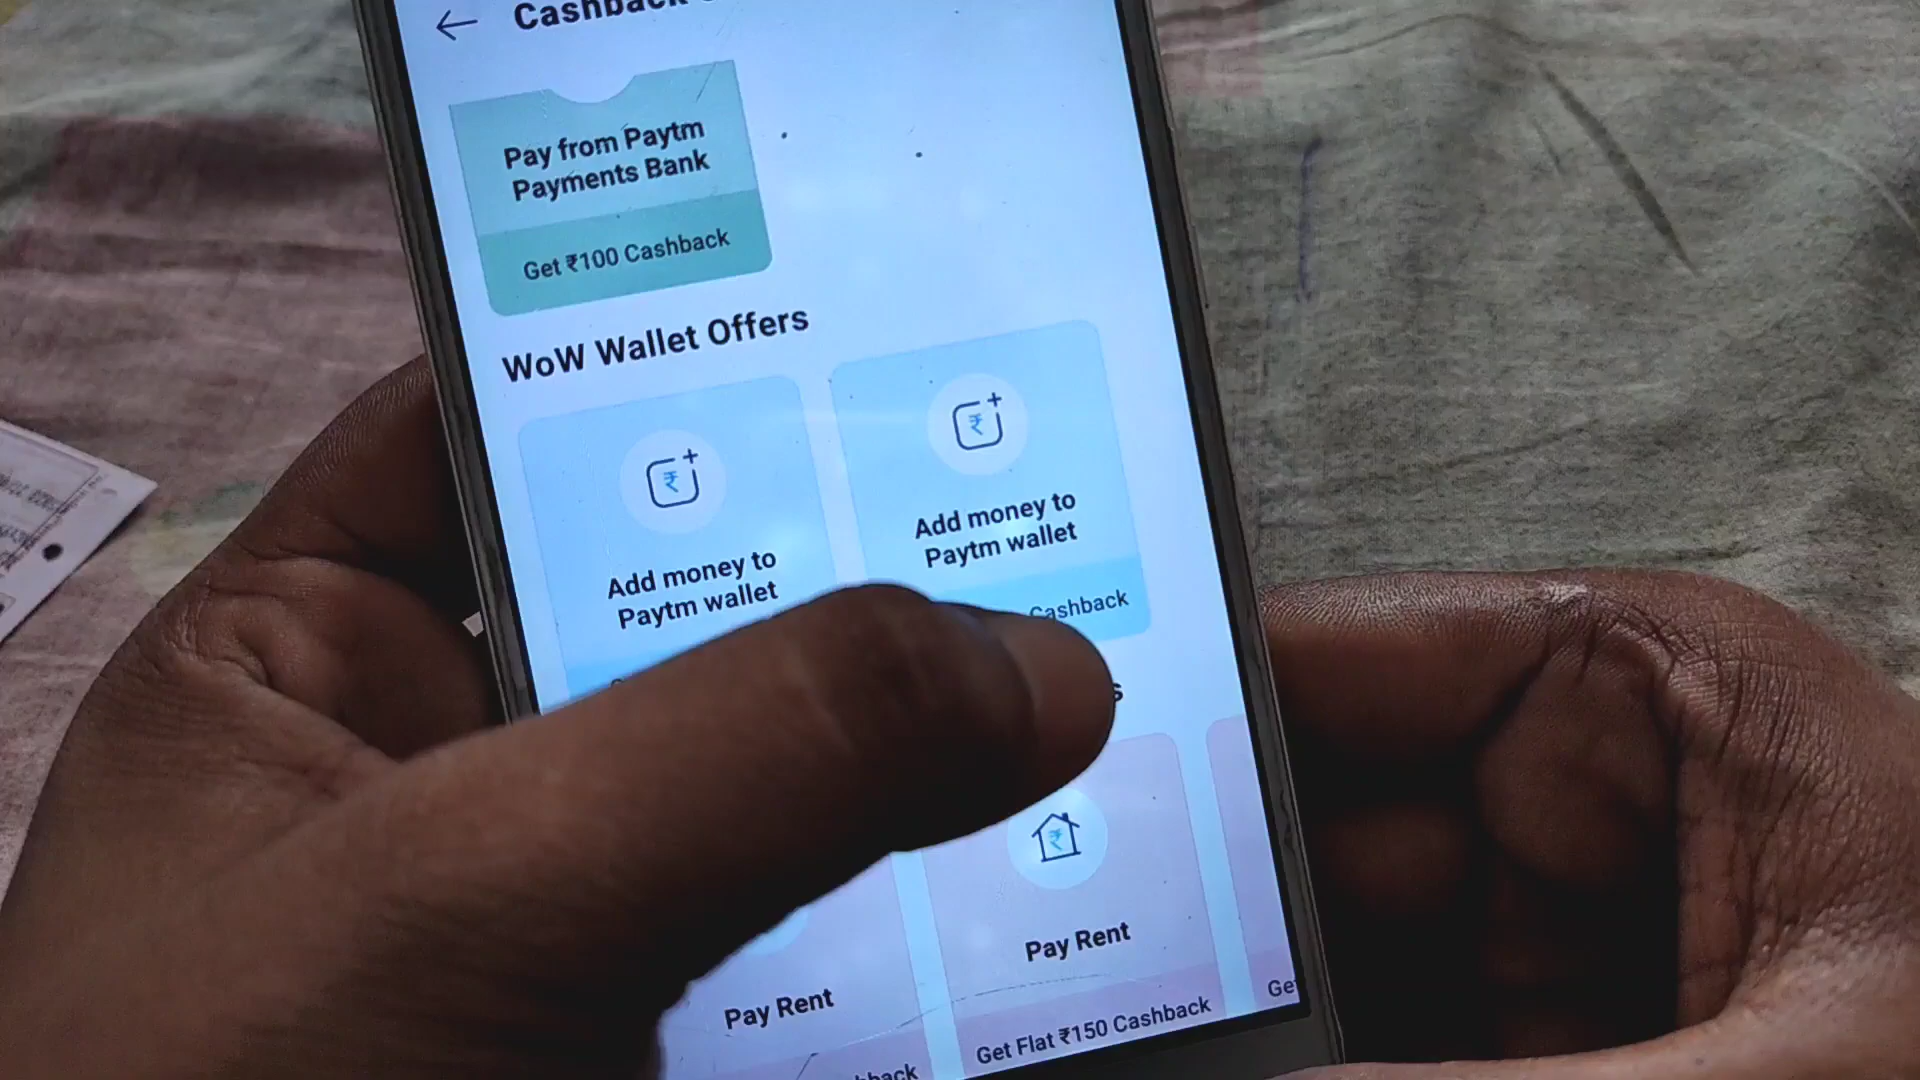 Cashback
Pay from Paytm
Payments Bank
Get ₹100 Cashback
WoW Wallet Offers
Add money to
Paytm wallet
Add money to
Paytm wallet
Cashback
Pay Rent
Pay Rent
Get Flat ₹150 Cashback